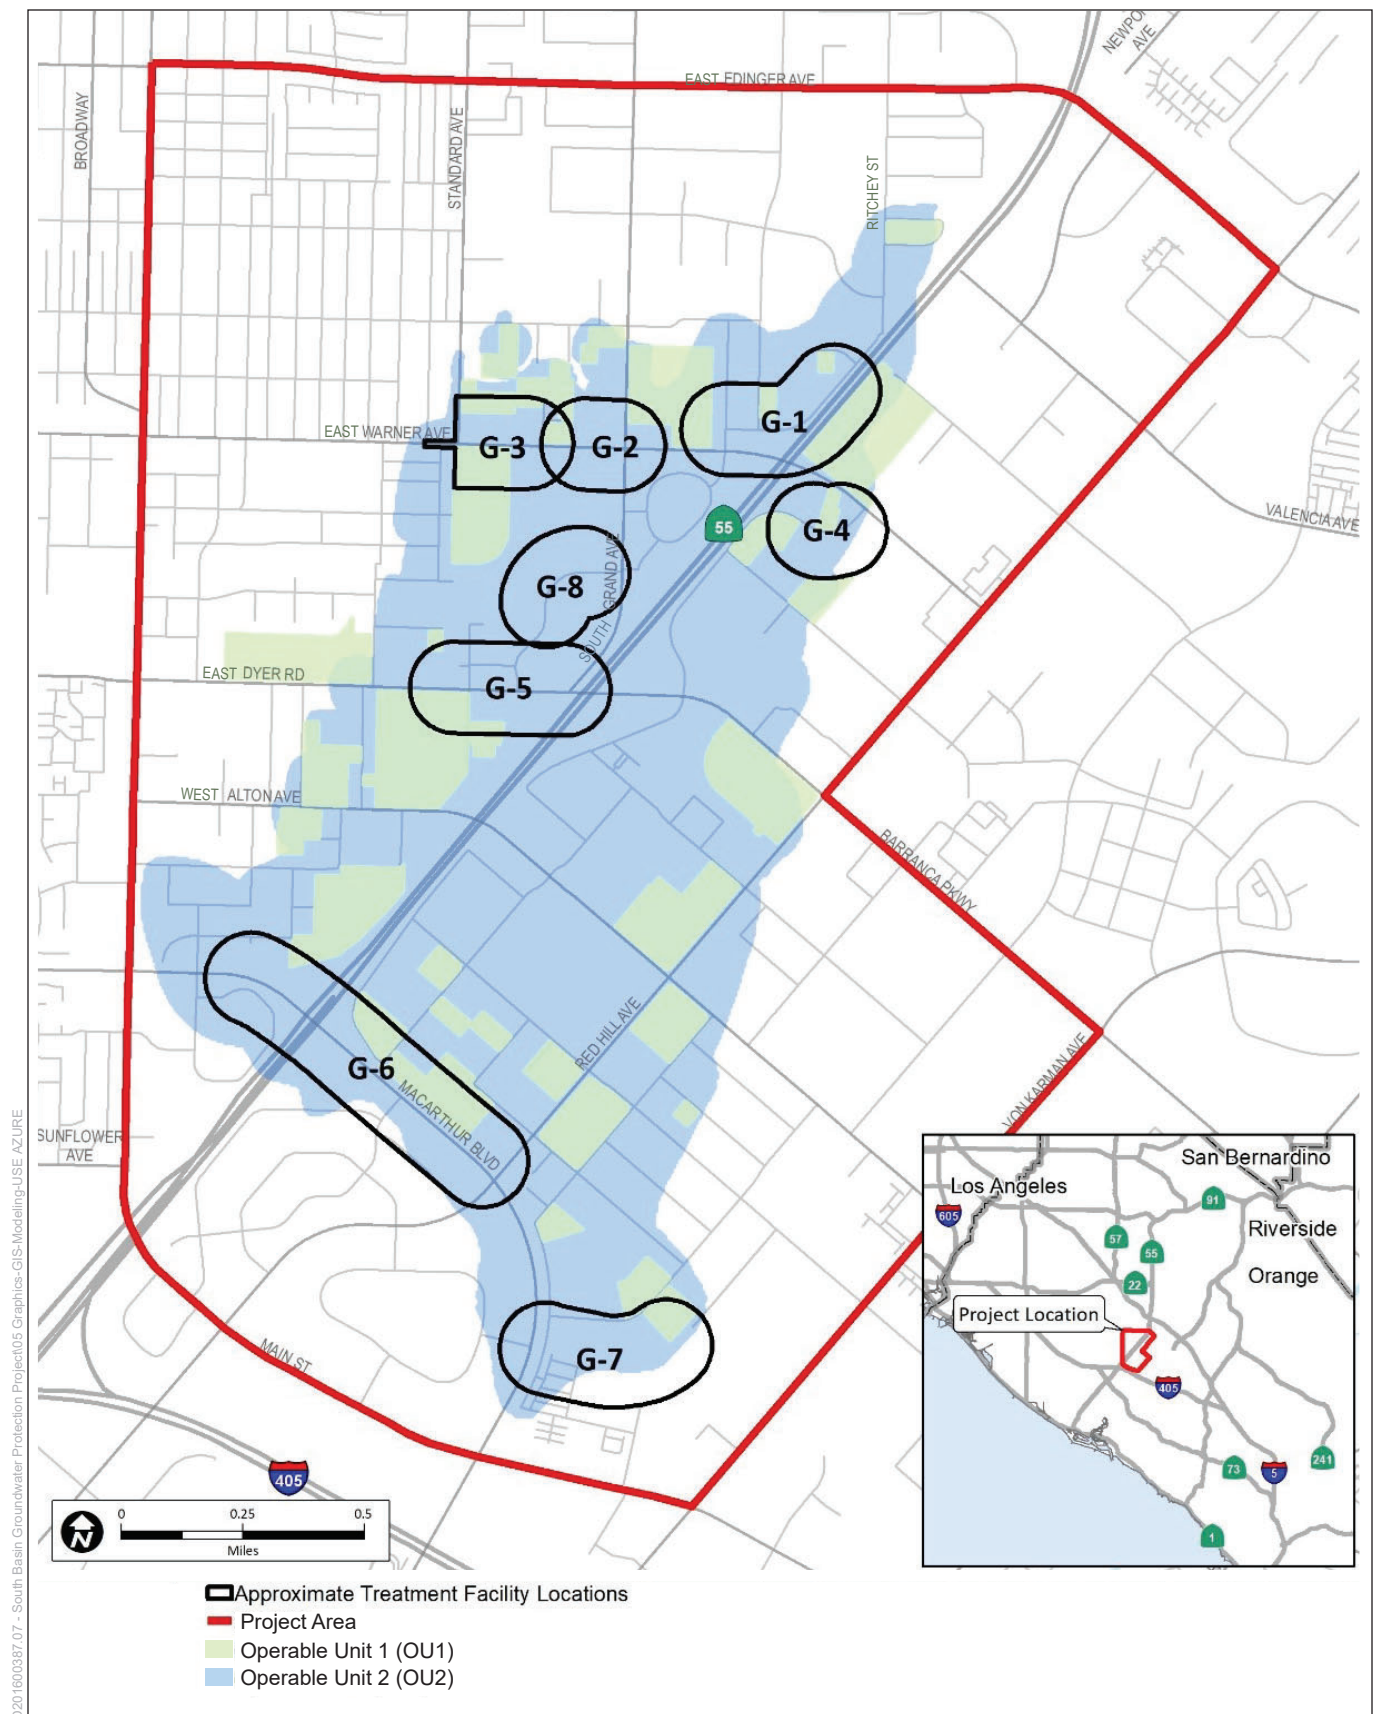 NEWPORT
AVE
EAST EDINGER AVE
BROADWAY
STANDARD AVE
RITCHEY ST
EAST WARNER AVE
G-3
G-2
G-1
55
G-4
VALENCIA AVE
G-8
SOUTH GRAND AVE
EAST DYER RD
G-5
WEST ALTON AVE
BARRANCA PKWY
RED HILL AVE
VON KARMAN AVE
G-6
MACARTHUR BLVD
SUNFLOWER
AVE
MAIN ST
G-7
405
N
0 0.25 0.5
Miles
San Bernardino
Los Angeles
605
91
Riverside
57
55
Orange
22
Project Location
405
73
5
241
1
Approximate Treatment Facility Locations
Project Area
Operable Unit 1 (OU1)
Operable Unit 2 (OU2)
0201600387.07 - South Basin Groundwater Protection Project\05 Graphics-GIS-Modeling-USE AZURE